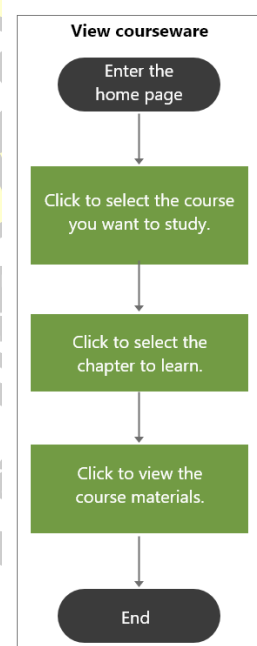 View courseware
Enter the
home page
Click to select the course
you want to study.
Click to select the
chapter to learn.
Click to view the
course materials.
End